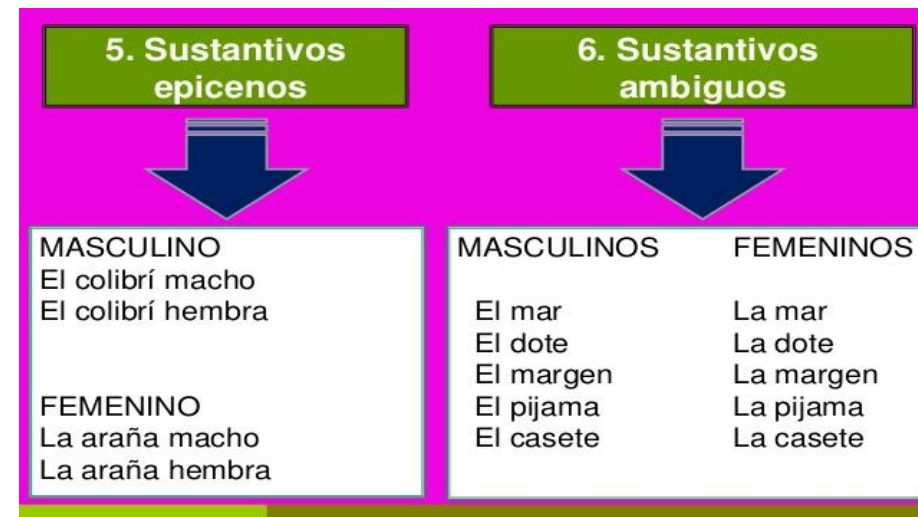 5. Sustantivos
epicenos
6. Sustantivos
ambiguos
MASCULINO
El colibrí macho
El colibrí hembra
FEMENINO
La araña macho
La araña hembra
MASCULINOS FEMENINOS
El mar La mar
El dote La dote
El margen La margen
El pijama La pijama
El casete La casete